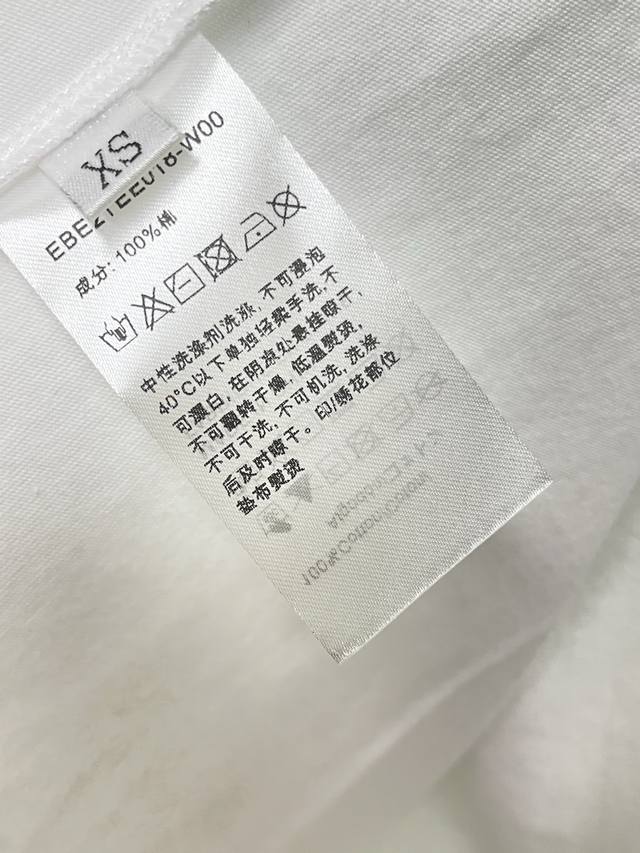 XS
成分: 100%棉
中性洗涤剂洗涤, 不可浸泡
40°C以下单独轻柔手洗, 不
可漂白, 在阴凉处悬挂晾干,
不可翻转干燥, 低温熨烫,
不可干洗, 不可机洗, 洗涤
后及时晾干。印/绣花部位
垫布熨烫
100% Cotton